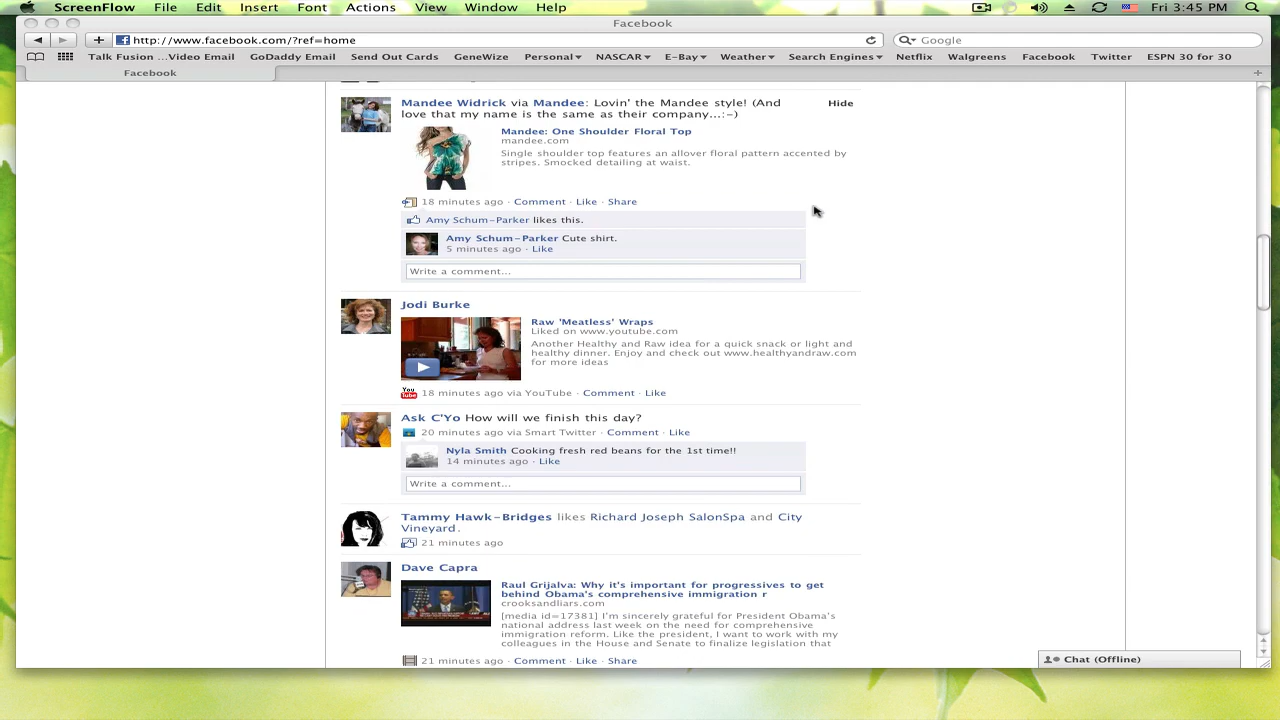 ScreenFlow File Edit Insert Font Actions View Window Help Fri 3:45 PM
Facebook
http://www.facebook.com/?ref=home Google
Talk Fusion ...Video Email GoDaddy Email Send Out Cards GeneWize Personal NASCAR E-Bay Weather Search Engines Netflix Walgreens Facebook Twitter ESPN 30 for 30
Facebook
Mandee Widrick via Mandee: Lovin' the Mandee style! (And Hide
love that my name is the same as their company...:-)
Mandee: One Shoulder Floral Top
mandee.com
Single shoulder top features an allover floral pattern accented by
stripes. Smocked detailing at waist.
18 minutes ago · Comment · Like · Share
Amy Schum-Parker likes this.
Amy Schum-Parker Cute shirt.
5 minutes ago · Like
Write a comment...
Jodi Burke
Raw 'Meatless' Wraps
Liked on www.youtube.com
Another Healthy and Raw idea for a quick snack or light and
healthy dinner. Enjoy and check out www.healthyandraw.com
for more ideas
You
Tube 18 minutes ago via YouTube · Comment · Like
Ask C'Yo How will we finish this day?
20 minutes ago via Smart Twitter · Comment · Like
Nyla Smith Cooking fresh red beans for the 1st time!!
14 minutes ago · Like
Write a comment...
Tammy Hawk-Bridges likes Richard Joseph SalonSpa and City
Vineyard.
21 minutes ago
Dave Capra
Raul Grijalva: Why it's important for progressives to get
behind Obama's comprehensive immigration r
crooksandliars.com
[media id=17381] I'm sincerely grateful for President Obama's
national address last week on the need for comprehensive
immigration reform. Like the president, I want to work with my
colleagues in the House and Senate to finalize legislation that
21 minutes ago · Comment · Like · Share
Chat (Offline)